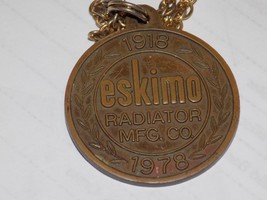 1918
eskimo
RADIATOR
MFG. CO.
1978